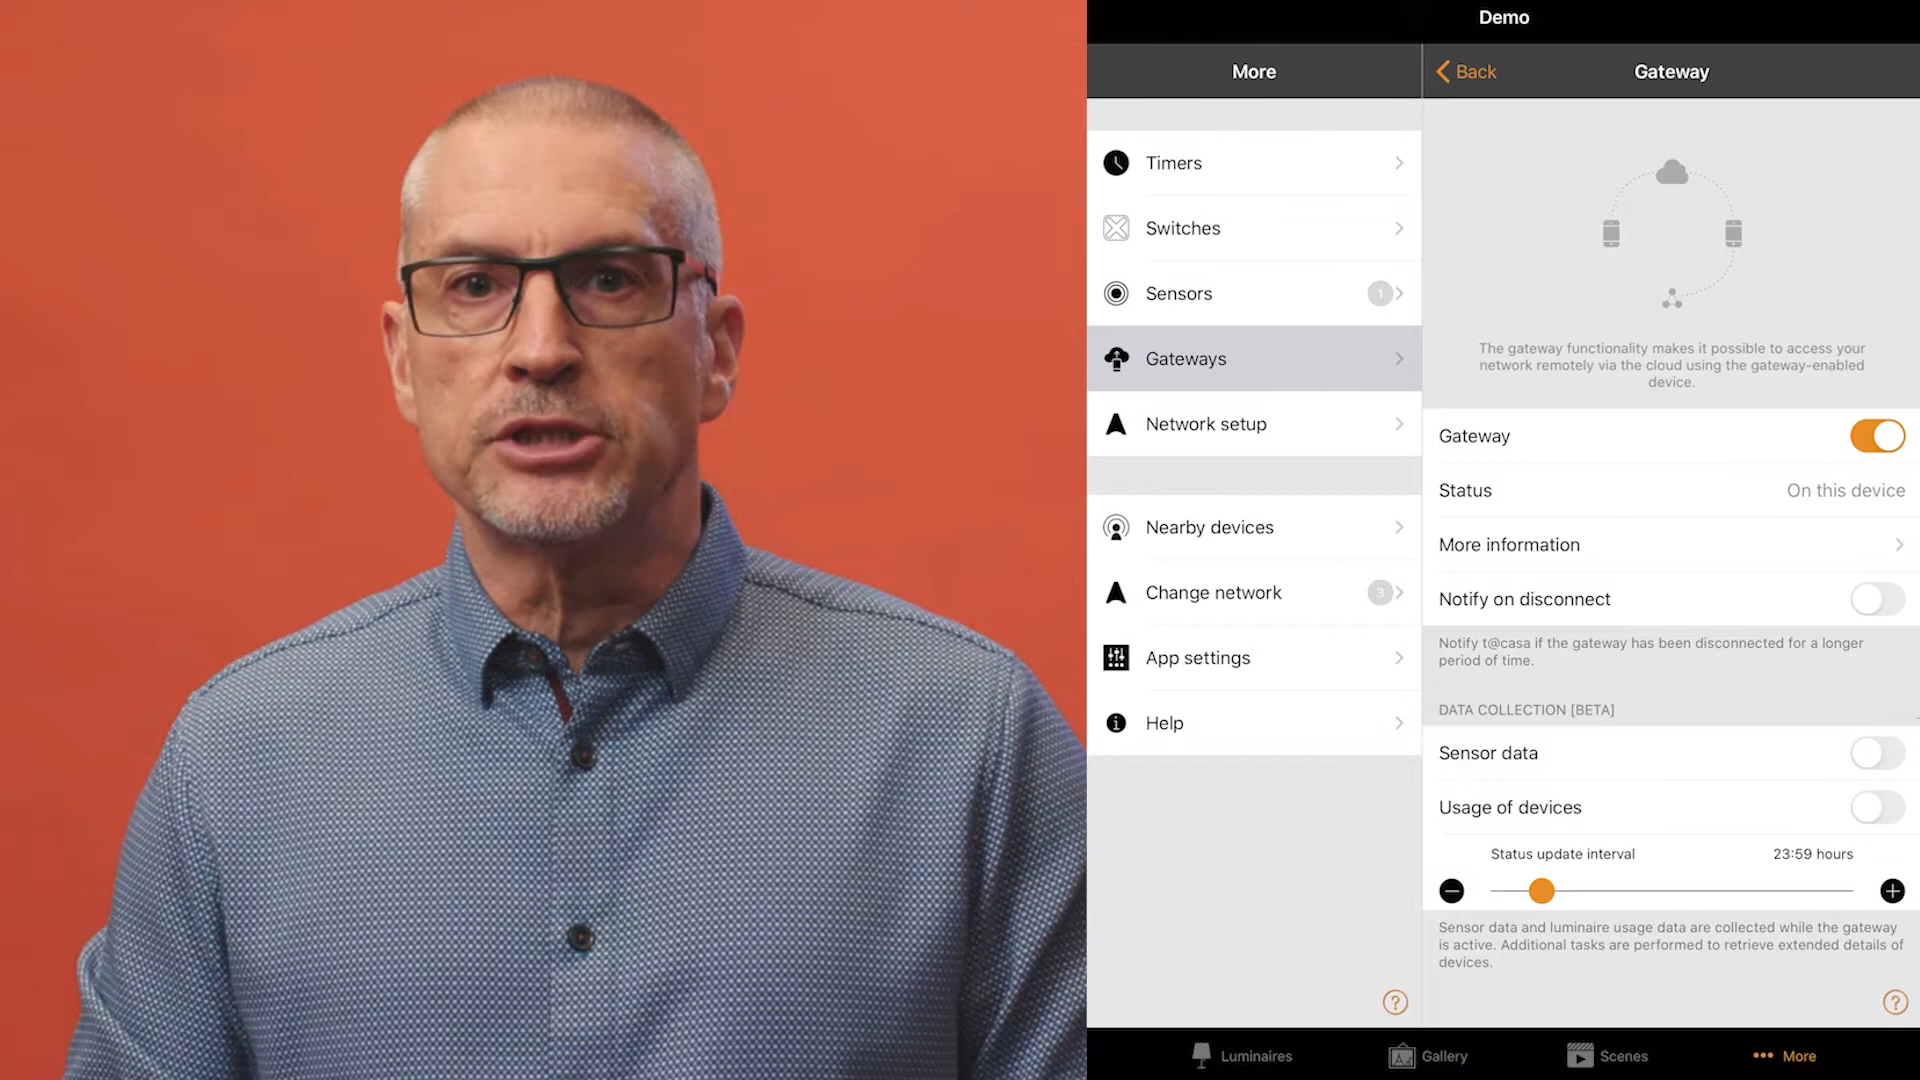 Demo
More
Timers
Switches
Sensors 1
Gateways
Network setup
Nearby devices
Change network 3
App settings
Help
Back Gateway
The gateway functionality makes it possible to access your
network remotely via the cloud using the gateway-enabled
device.
Gateway
Status On this device
More information
Notify on disconnect
Notify t@casa if the gateway has been disconnected for a longer
period of time.
DATA COLLECTION [BETA]
Sensor data
Usage of devices
Status update interval 23:59 hours
Sensor data and luminaire usage data are collected while the gateway
is active. Additional tasks are performed to retrieve extended details of
devices.
? ?
Luminaires Gallery Scenes More